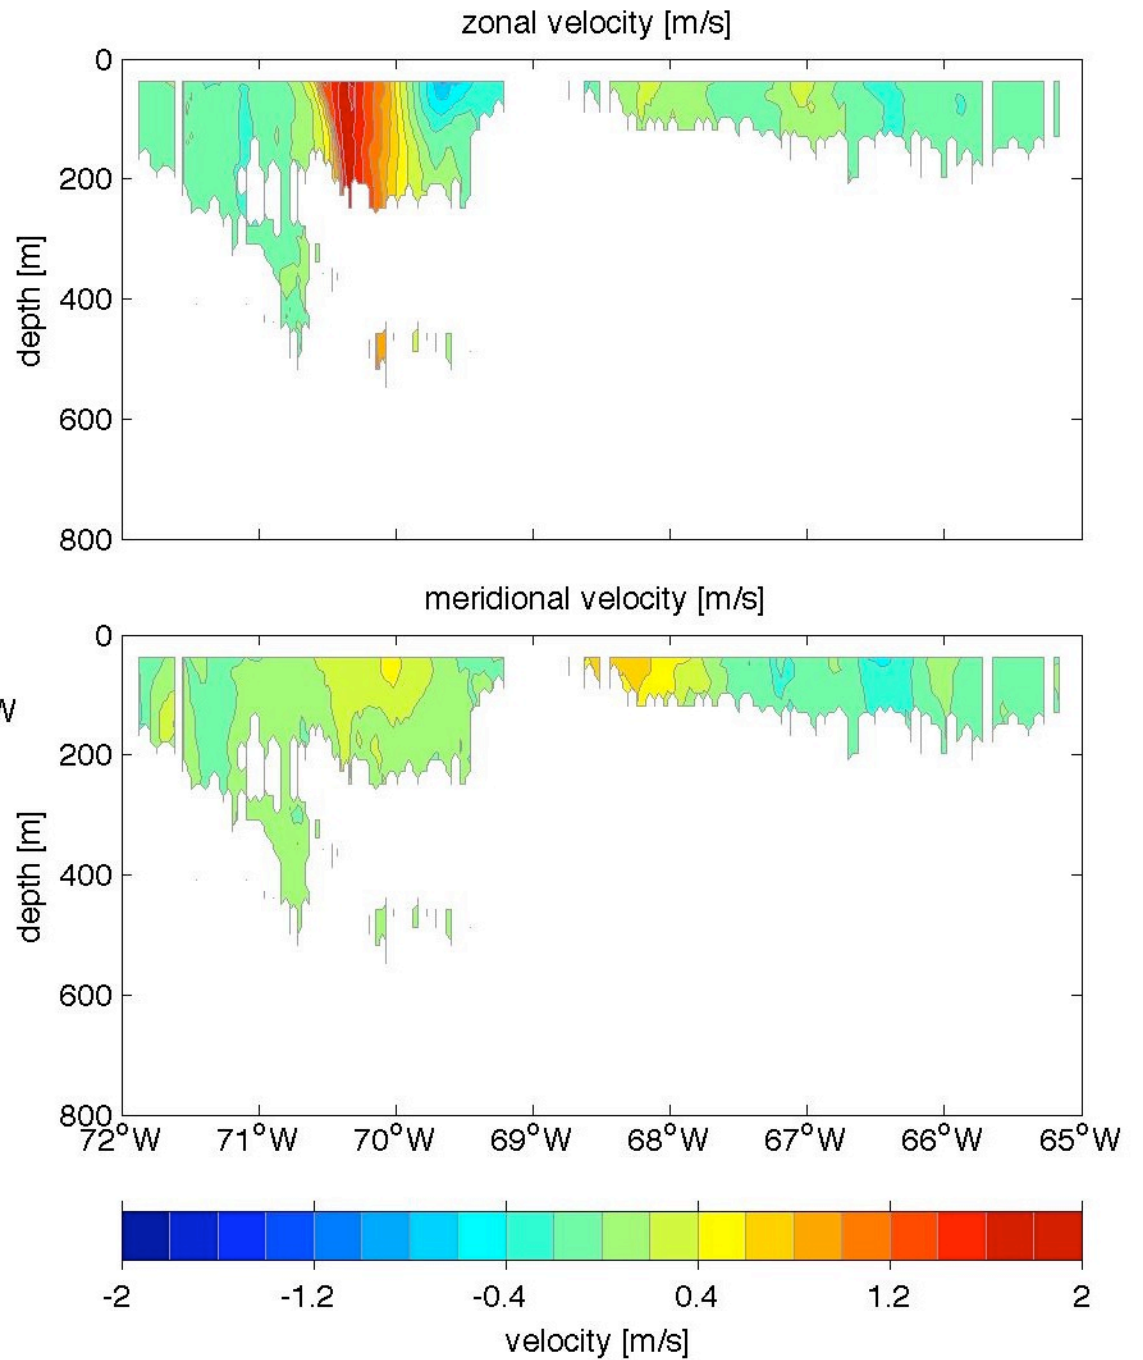 zonal velocity [m/s]
0
200
400
600
800
depth [m]
meridional velocity [m/s]
0
200
400
600
800
depth [m]
W
72°W 71°W 70°W 69°W 68°W 67°W 66°W 65°W
-2 -1.2 -0.4 0.4 1.2 2
velocity [m/s]